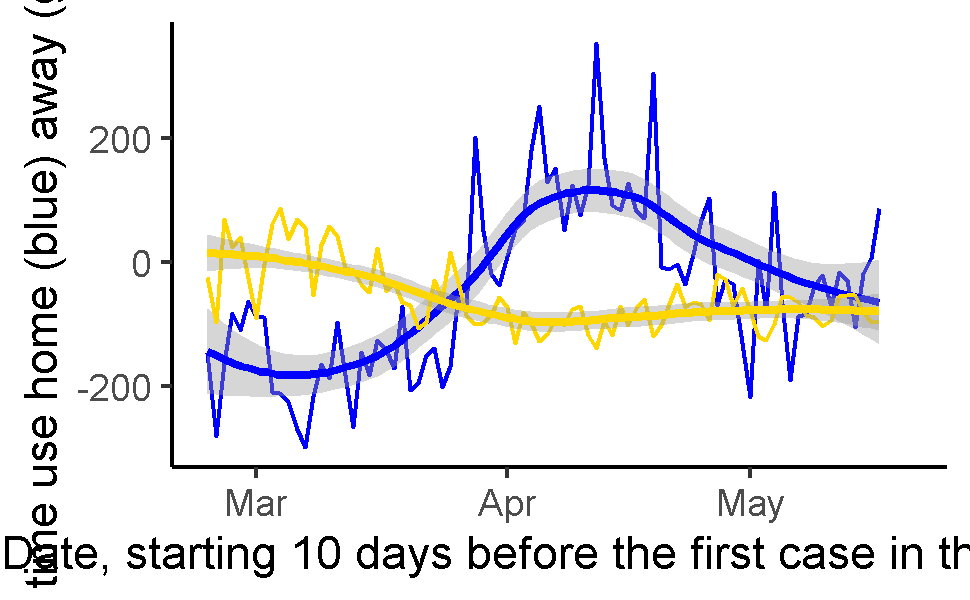 time use home (blue) away (
200
0
-200
Mar Apr May
Date, starting 10 days before the first case in th